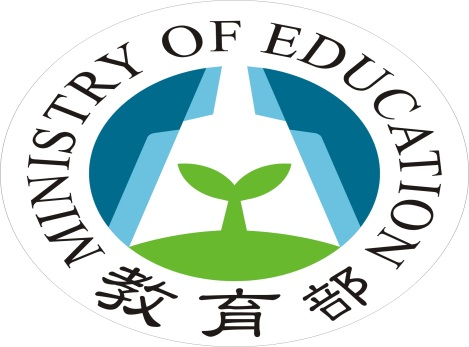 MINISTRY OF EDUCATION
教育部